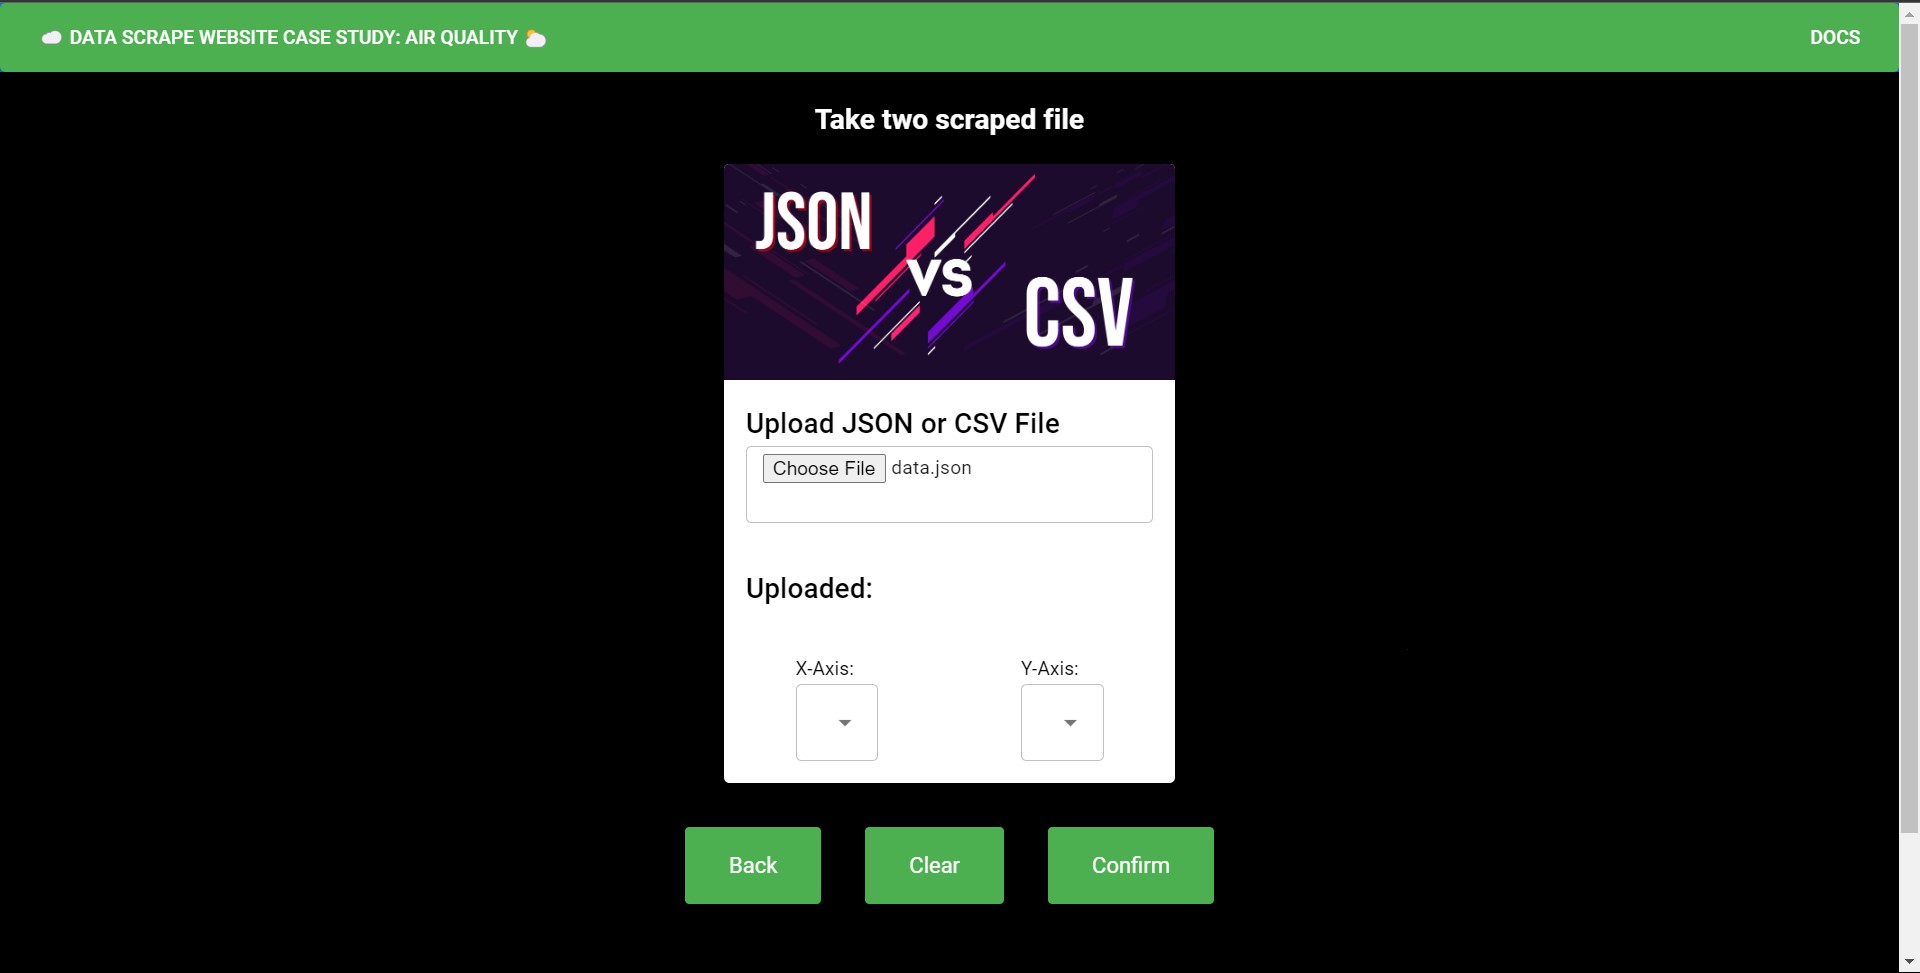 DATA SCRAPE WEBSITE CASE STUDY: AIR QUALITY
DOCS
Take two scraped file
JSON
VS
CSV
Upload JSON or CSV File
Choose File data.json
Uploaded:
X-Axis: Y-Axis:
Back Clear Confirm